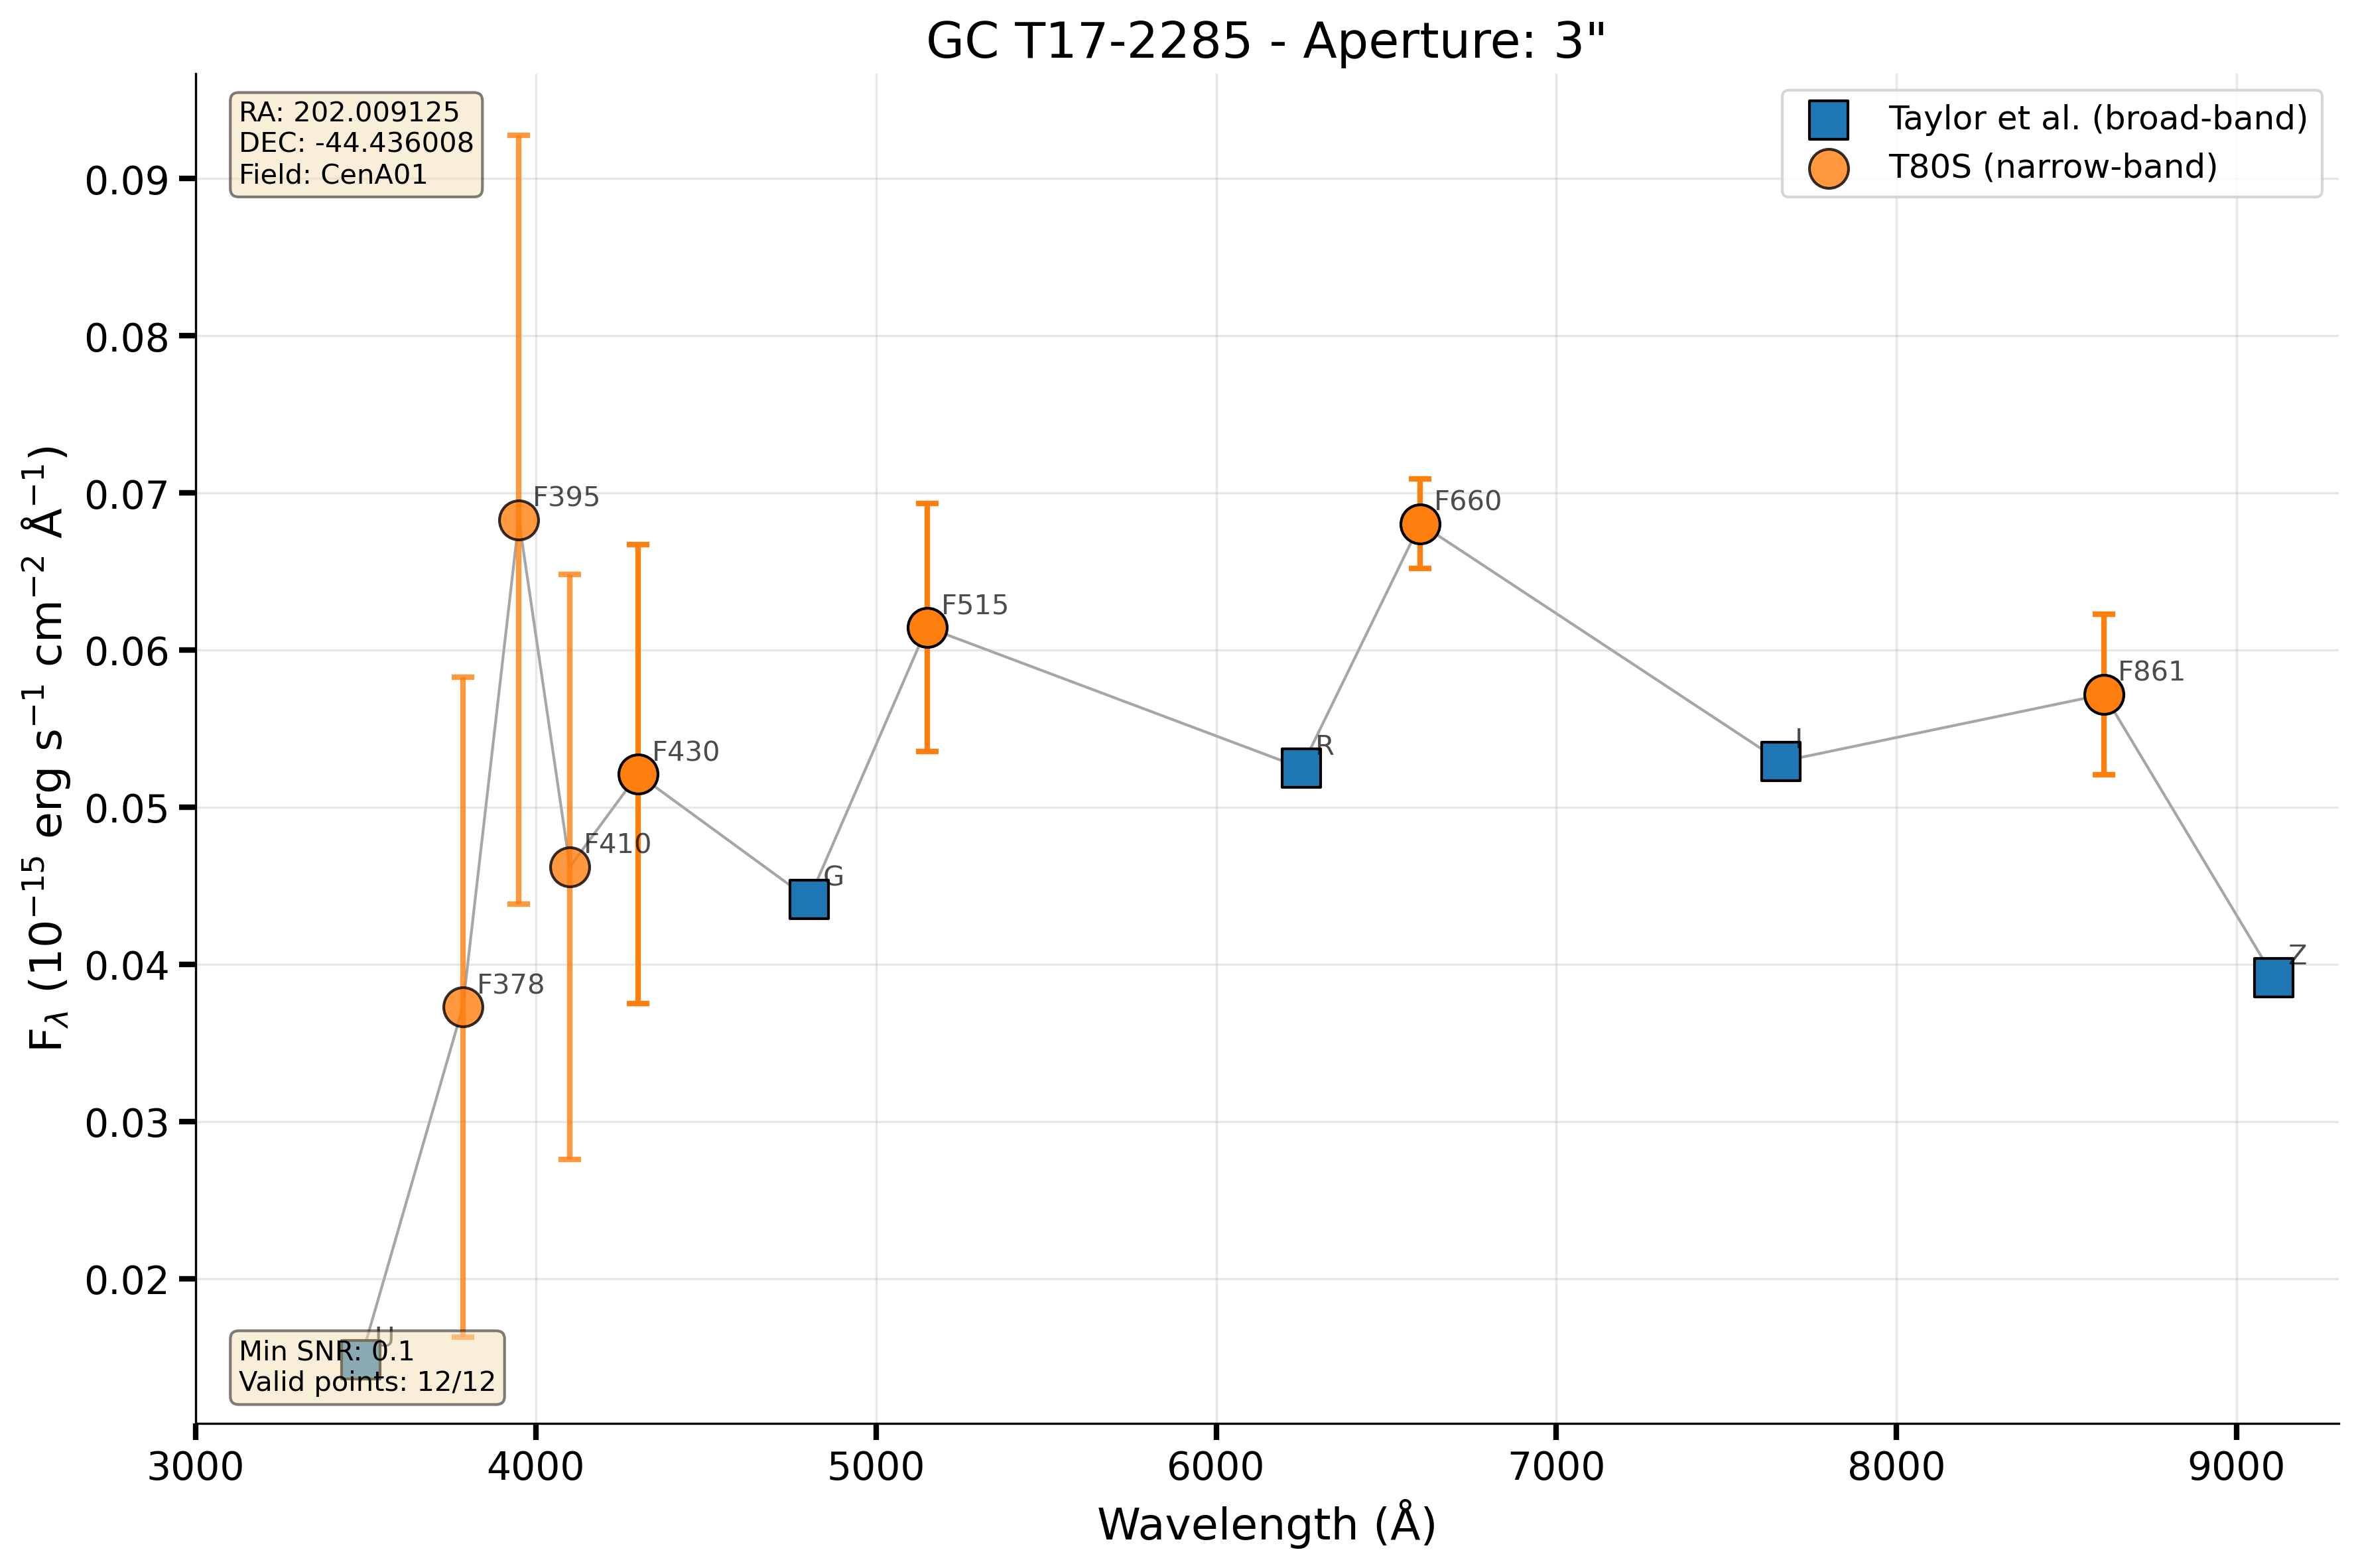 GC T17-2285 - Aperture: 3"
RA: 202.009125
DEC: -44.436008
Field: CenA01
Taylor et al. (broad-band)
T80S (narrow-band)
0.09
0.08
0.07
0.06
0.05
0.04
0.03
0.02
F_λ (10⁻¹⁵ erg s⁻¹ cm⁻² Å⁻¹)
F395
F660
F515
F861
F430
R
I
F410
G
F378
Z
U
Min SNR: 0.1
Valid points: 12/12
3000 4000 5000 6000 7000 8000 9000
Wavelength (Å)